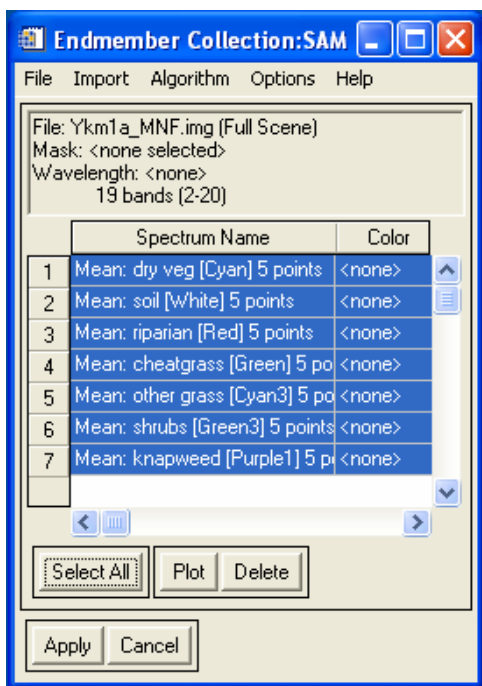 Endmember Collection:SAM
File Import Algorithm Options Help
File: Ykm1a_MNF.img (Full Scene)
Mask: <none selected>
Wavelength: <none>
19 bands (2-20)
Spectrum Name Color
1 Mean: dry veg [Cyan] 5 points <none>
2 Mean: soil [White] 5 points <none>
3 Mean: riparian [Red] 5 points <none>
4 Mean: cheatgrass [Green] 5 po <none>
5 Mean: other grass [Cyan3] 5 po <none>
6 Mean: shrubs [Green3] 5 points <none>
7 Mean: knapweed [Purple1] 5 p <none>
Select All Plot Delete
Apply Cancel